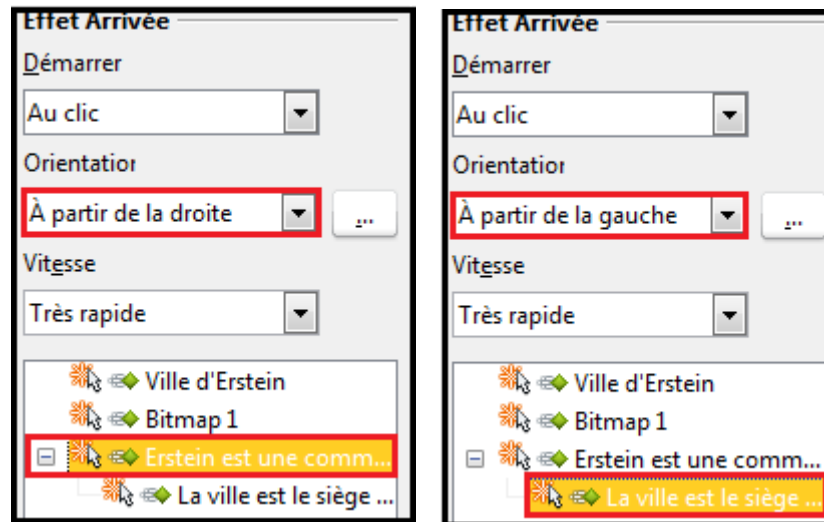 Effet Arrivée
Démarrer
Au clic
Orientation
À partir de la droite
...
Vitesse
Très rapide
Ville d'Erstein
Bitmap 1
Erstein est une comm...
La ville est le siège ...
Effet Arrivée
Démarrer
Au clic
Orientation
À partir de la gauche
...
Vitesse
Très rapide
Ville d'Erstein
Bitmap 1
Erstein est une comm...
La ville est le siège ...